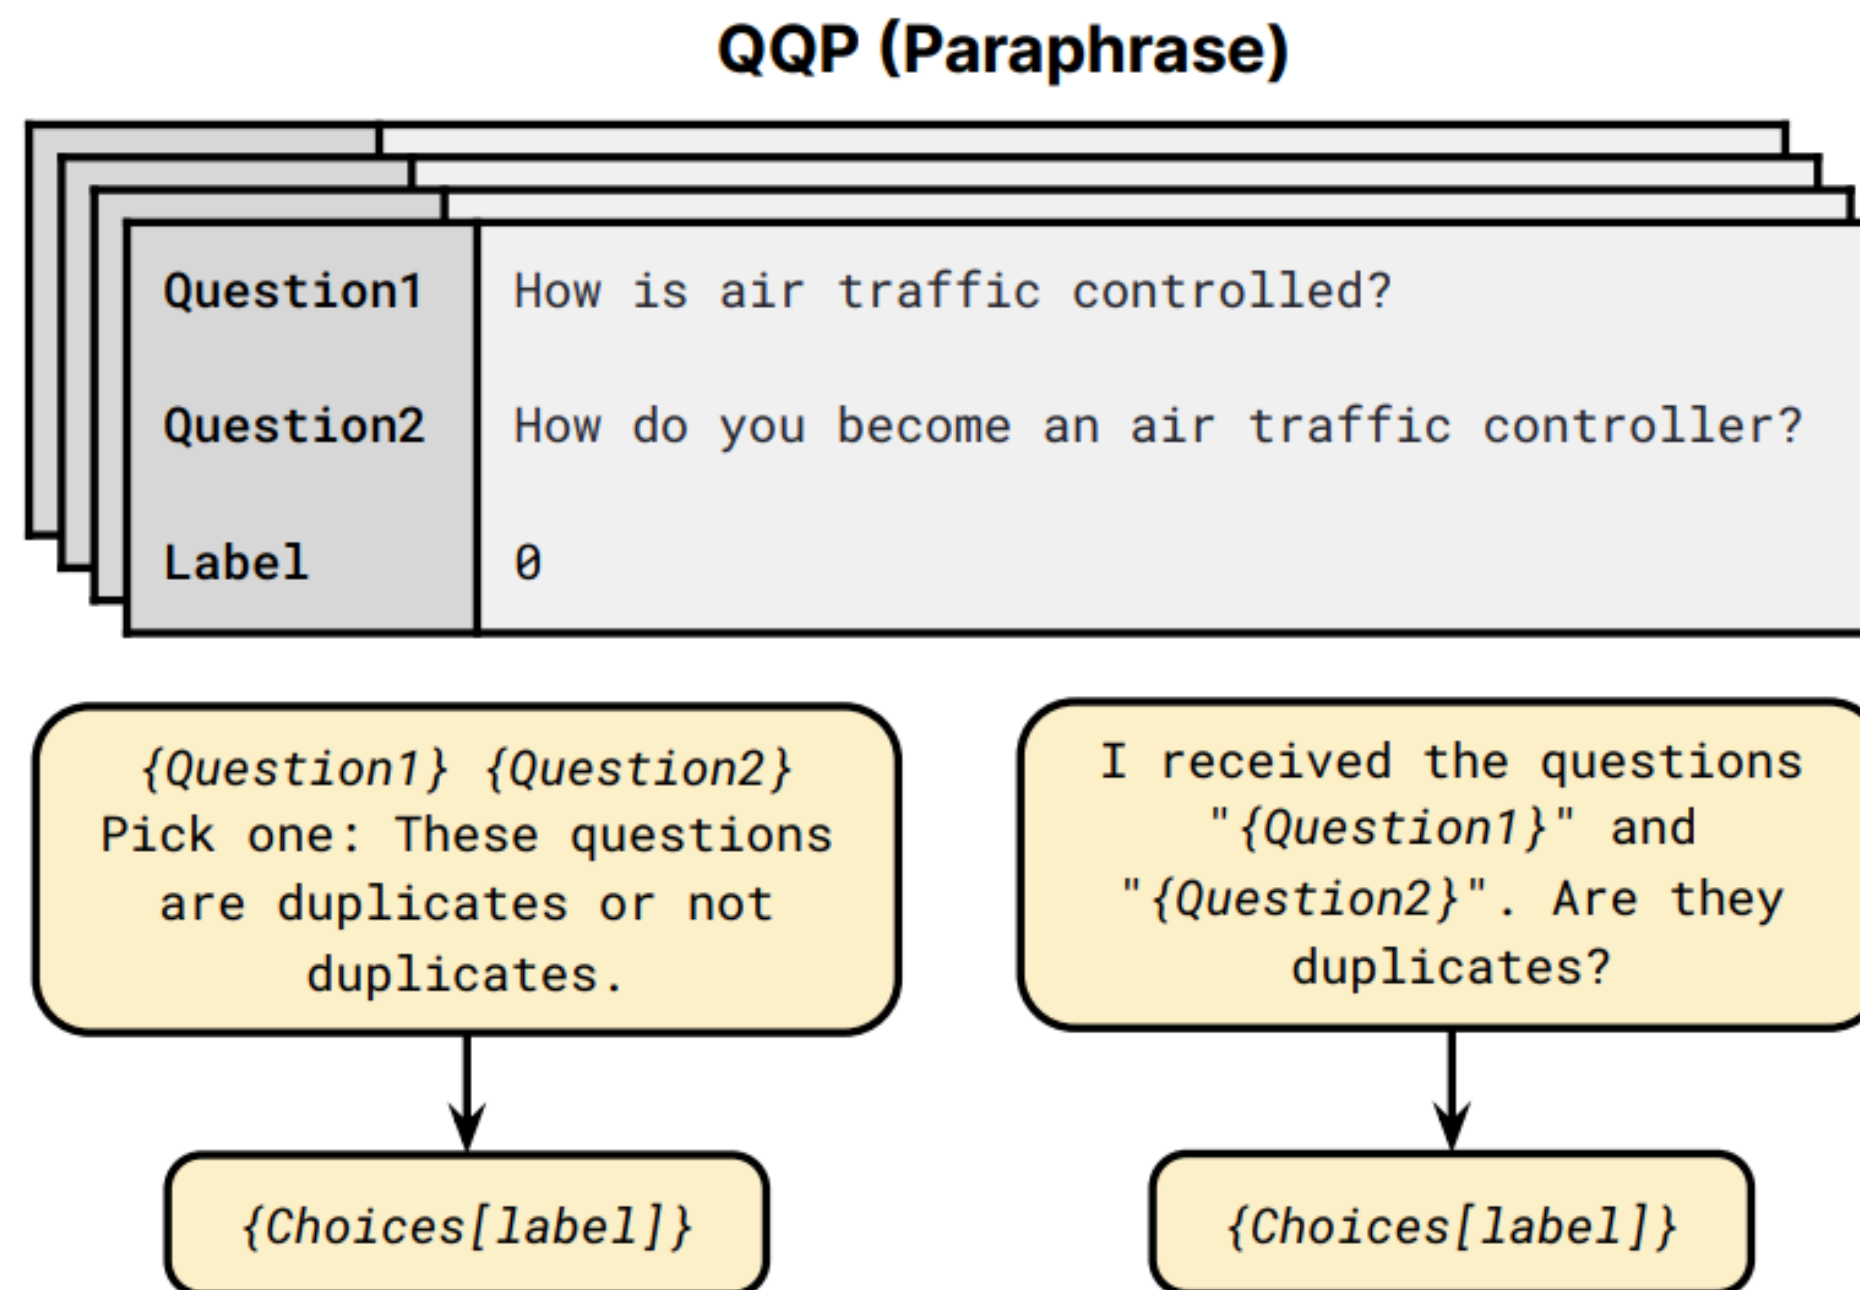 QQP (Paraphrase)
Question1 How is air traffic controlled?
Question2 How do you become an air traffic controller?
Label 0
{Question1} {Question2}
Pick one: These questions
are duplicates or not
duplicates.
I received the questions
"{Question1}" and
"{Question2}". Are they
duplicates?
{Choices[label]}
{Choices[label]}